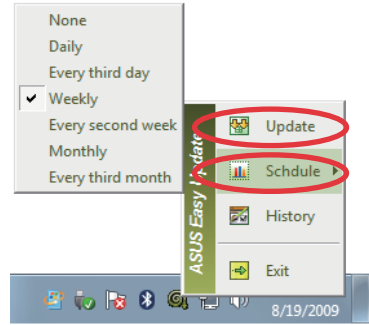 None
Daily
Every third day
Weekly
Every second week
Monthly
Every third month
ASUS Easy Update
Update
Schdule
History
Exit
8/19/2009